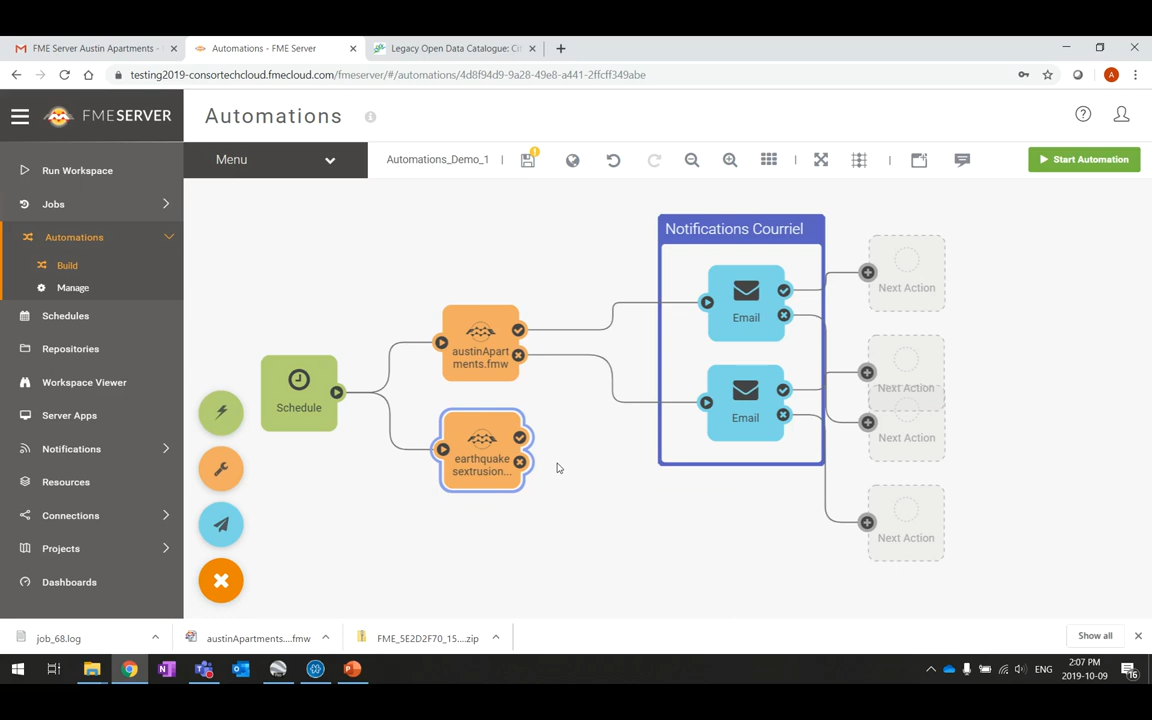 FME Server Austin Apartments -
Automations - FME Server
Legacy Open Data Catalogue: Ci
testing2019-consortechcloud.fmecloud.com/fmeserver/#/automations/4d8f94d9-9a28-49e8-a441-2ffcff349abe
A
FMESERVER
Automations
Menu
Automations_Demo_1
Start Automation
Run Workspace
Jobs
Automations
Build
Manage
Schedules
Repositories
Workspace Viewer
Server Apps
Notifications
Resources
Connections
Projects
Dashboards
Schedule
austinApart
ments.fmw
earthquake
sextrusion...
Notifications Courriel
Email
Email
Next Action
Next Action
Next Action
Next Action
job_68.log
austinApartments....fmw
FME_5E2D2F70_15....zip
Show all
ENG
2:07 PM
2019-10-09
16